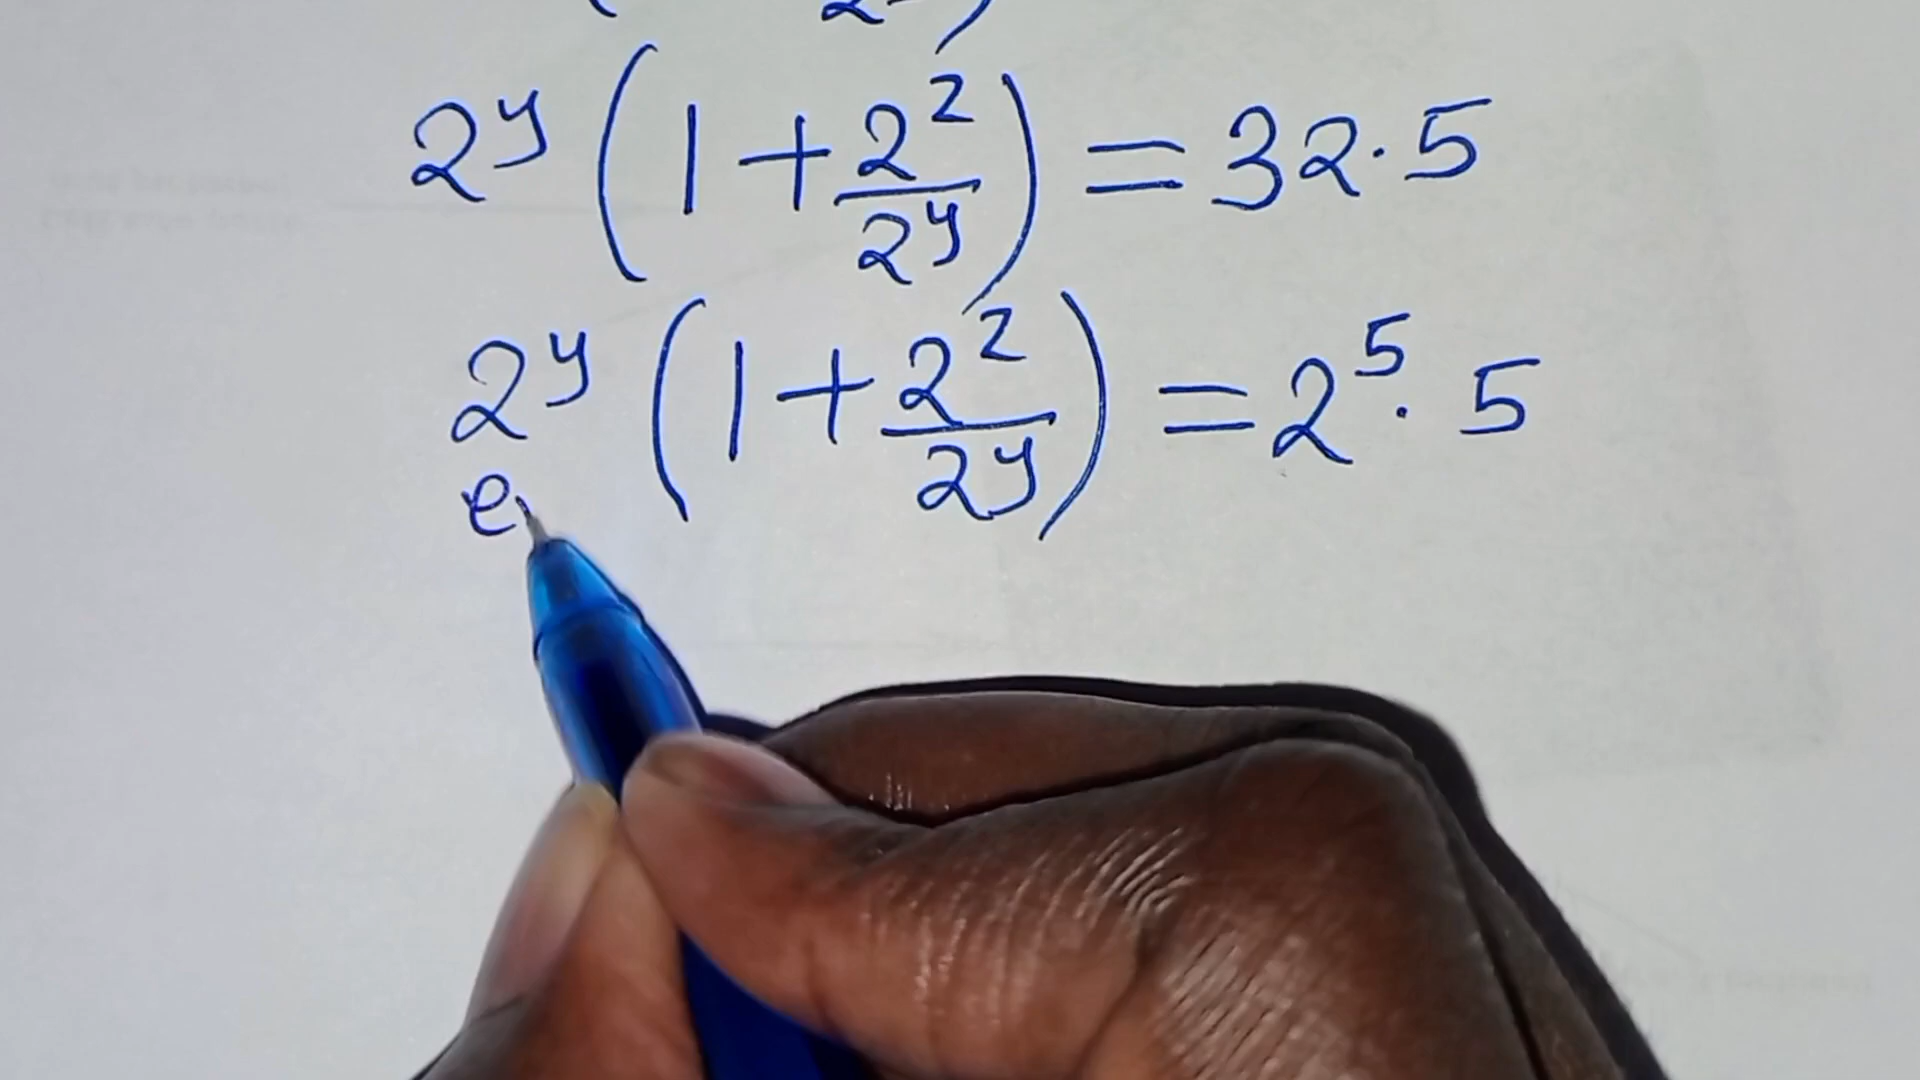 2^y (1 + 2^2/2^y) = 32·5
2^y (1 + 2^2/2^y) = 2^5·5
e